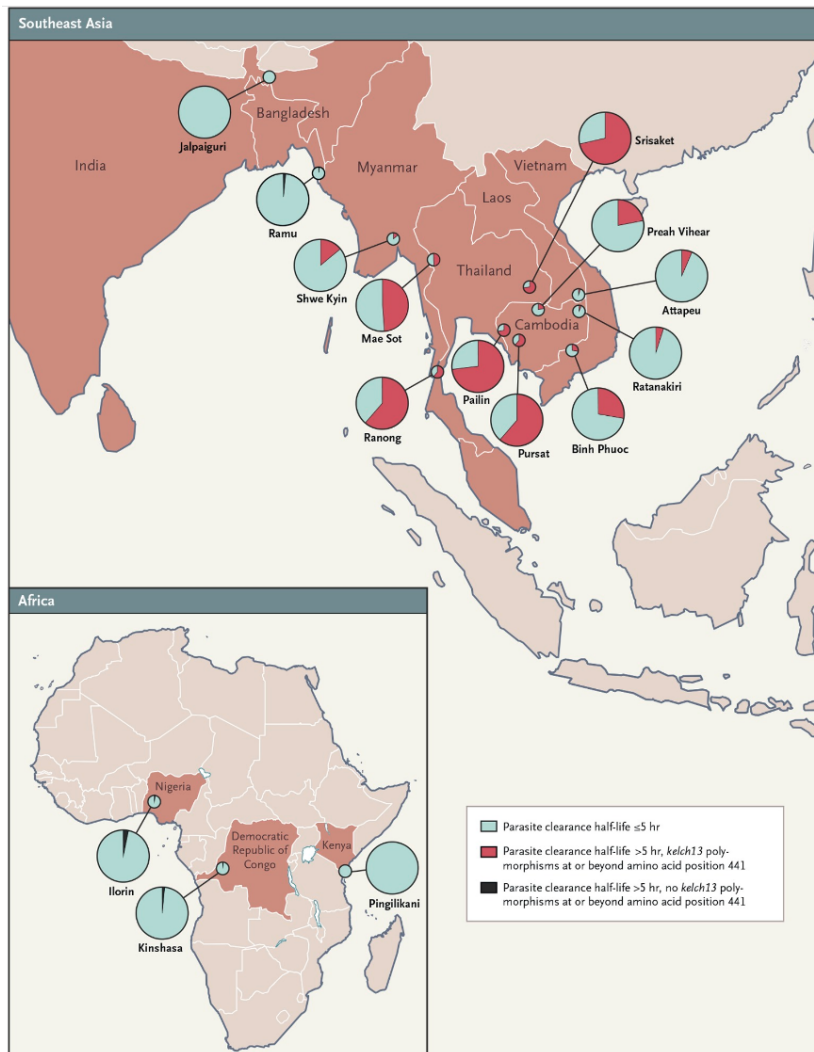 Southeast Asia
India
Bangladesh
Myanmar
Vietnam
Laos
Thailand
Cambodia
Jalpaiguri
Ramu
Shwe Kyin
Mae Sot
Ranong
Pailin
Pursat
Srisaket
Preah Vihear
Attapeu
Ratanakiri
Binh Phuoc
Africa
Nigeria
Democratic
Republic of
Congo
Kenya
Ilorin
Kinshasa
Pingilikani
Parasite clearance half-life ≤5 hr
Parasite clearance half-life >5 hr, kelch13 poly-
morphisms at or beyond amino acid position 441
Parasite clearance half-life >5 hr, no kelch13 poly-
morphisms at or beyond amino acid position 441